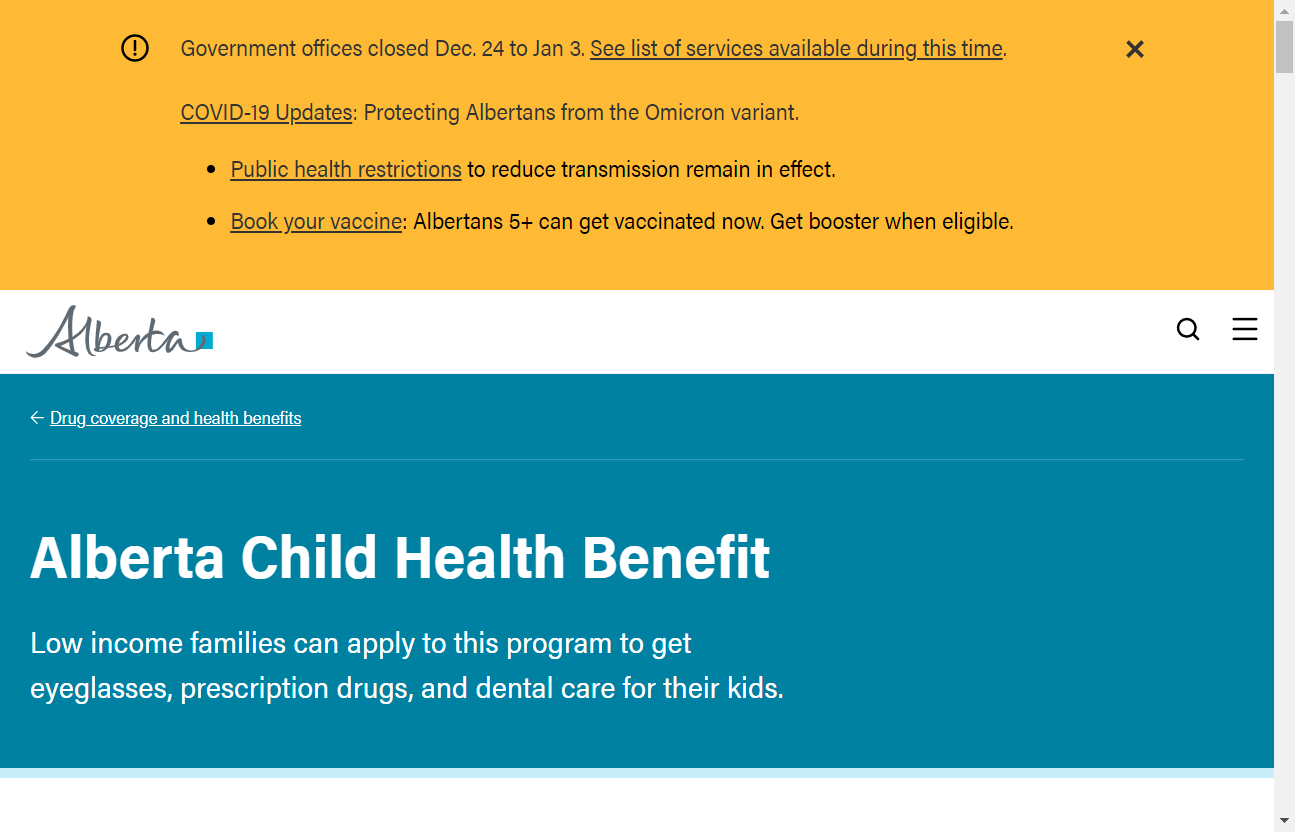 Government offices closed Dec. 24 to Jan 3. See list of services available during this time.
COVID-19 Updates: Protecting Albertans from the Omicron variant.
• Public health restrictions to reduce transmission remain in effect.
• Book your vaccine: Albertans 5+ can get vaccinated now. Get booster when eligible.
Alberta
← Drug coverage and health benefits
Alberta Child Health Benefit
Low income families can apply to this program to get
eyeglasses, prescription drugs, and dental care for their kids.